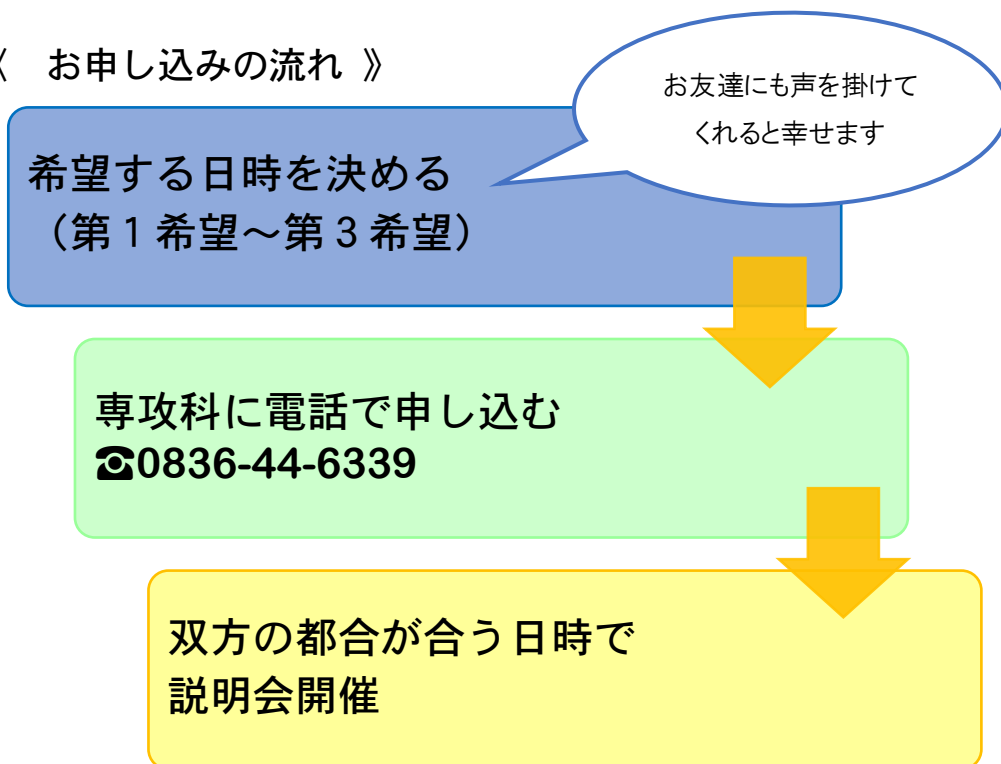 《　お申し込みの流れ 》
お友達にも声を掛けて
くれると幸せます
希望する日時を決める
（第１希望～第３希望）
専攻科に電話で申し込む
☎0836-44-6339
双方の都合が合う日時で
説明会開催